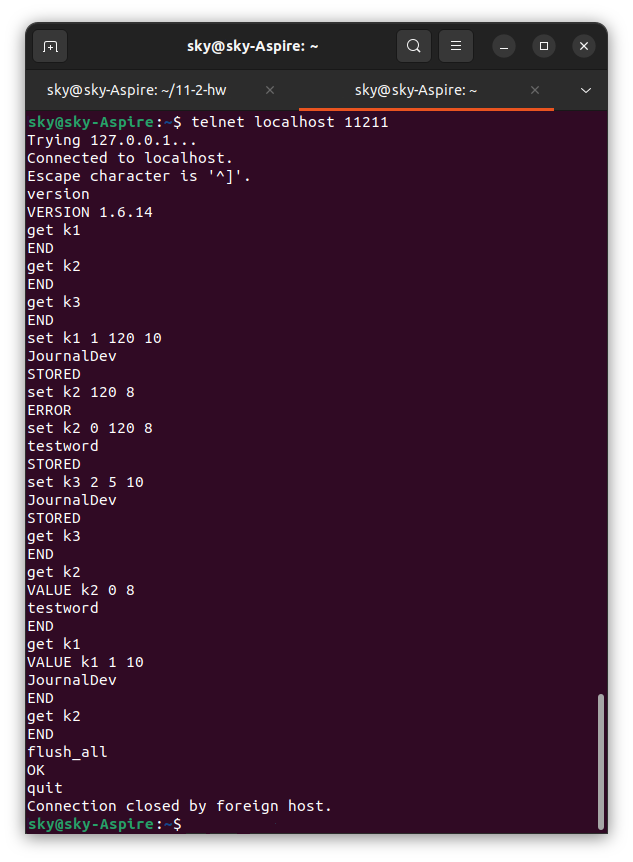 sky@sky-Aspire: ~
sky@sky-Aspire: ~/11-2-hw
sky@sky-Aspire: ~
sky@sky-Aspire:~$ telnet localhost 11211
Trying 127.0.0.1...
Connected to localhost.
Escape character is '^]'.
version
VERSION 1.6.14
get k1
END
get k2
END
get k3
END
set k1 1 120 10
JournalDev
STORED
set k2 120 8
ERROR
set k2 0 120 8
testword
STORED
set k3 2 5 10
JournalDev
STORED
get k3
END
get k2
VALUE k2 0 8
testword
END
get k1
VALUE k1 1 10
JournalDev
END
get k2
END
flush_all
OK
quit
Connection closed by foreign host.
sky@sky-Aspire:~$